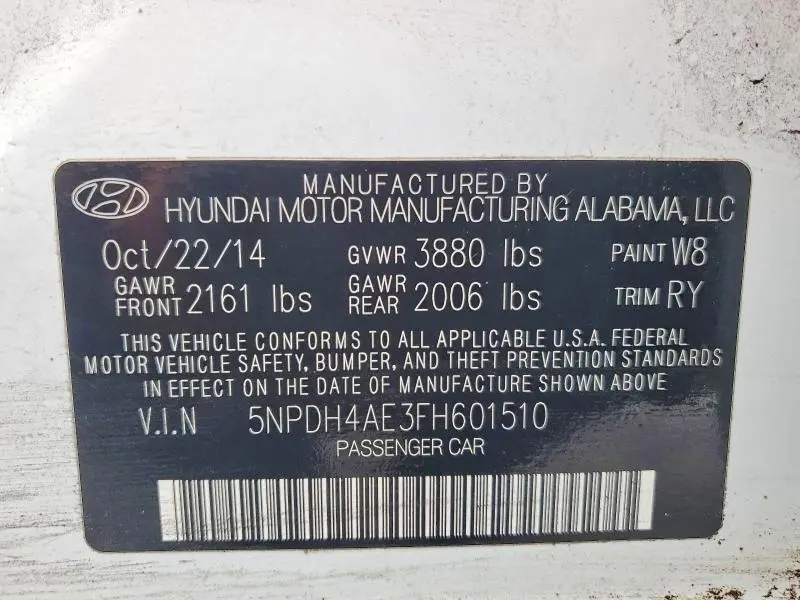 MANUFACTURED BY
HYUNDAI MOTOR MANUFACTURING ALABAMA, LLC
Oct/22/14 GVWR 3880 lbs PAINT W8
GAWR FRONT 2161 lbs GAWR REAR 2006 lbs TRIM RY
THIS VEHICLE CONFORMS TO ALL APPLICABLE U.S.A. FEDERAL
MOTOR VEHICLE SAFETY, BUMPER, AND THEFT PREVENTION STANDARDS
IN EFFECT ON THE DATE OF MANUFACTURE SHOWN ABOVE
V.I.N 5NPDH4AE3FH601510
PASSENGER CAR